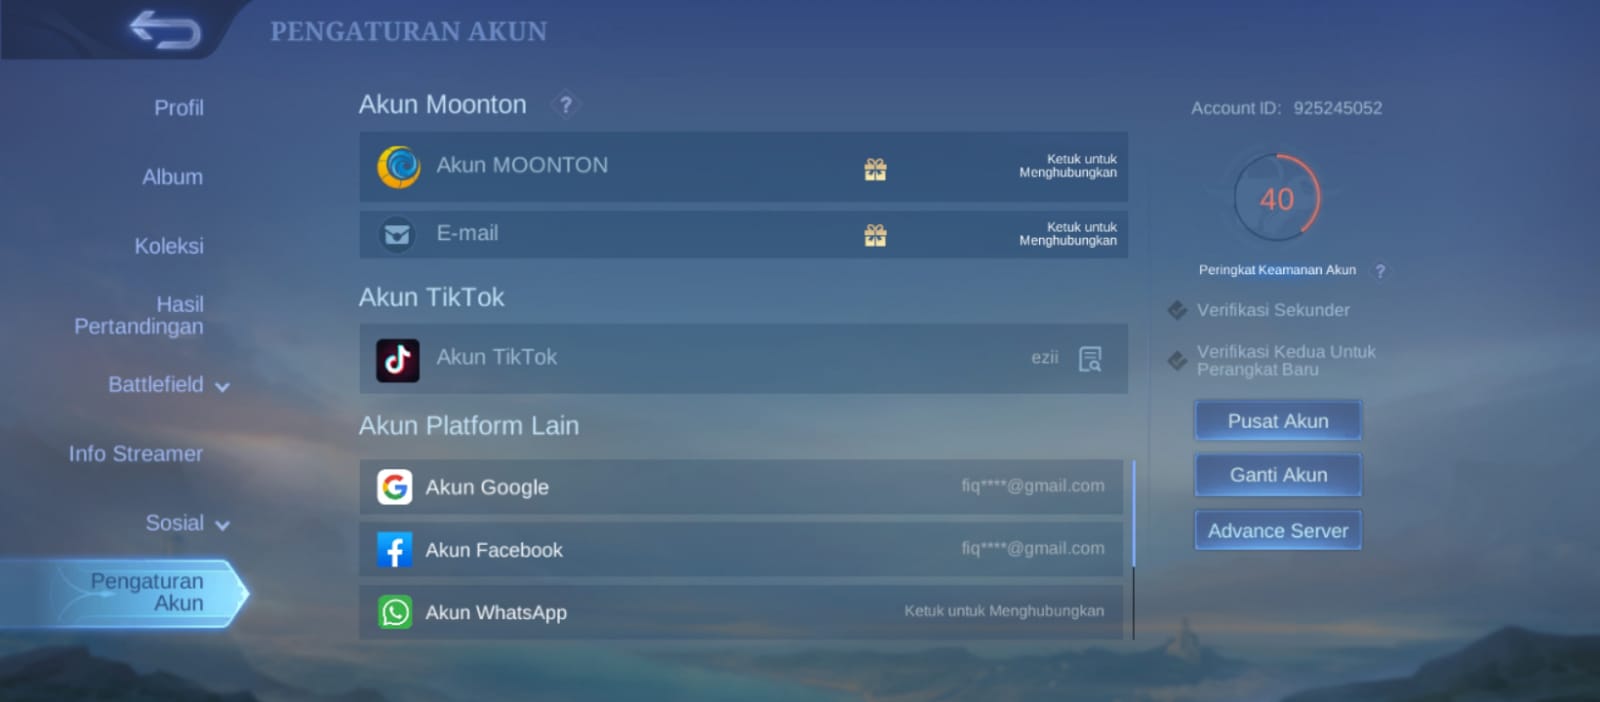 PENGATURAN AKUN
Profil
Album
Koleksi
Hasil
Pertandingan
Battlefield
Info Streamer
Sosial
Pengaturan
Akun
Akun Moonton ?
Akun MOONTON
Ketuk untuk
Menghubungkan
E-mail
Ketuk untuk
Menghubungkan
Akun TikTok
Akun TikTok ezii
Akun Platform Lain
Akun Google fiq****@gmail.com
Akun Facebook fiq****@gmail.com
Akun WhatsApp Ketuk untuk Menghubungkan
Account ID: 925245052
40
Peringkat Keamanan Akun ?
Verifikasi Sekunder
Verifikasi Kedua Untuk
Perangkat Baru
Pusat Akun
Ganti Akun
Advance Server